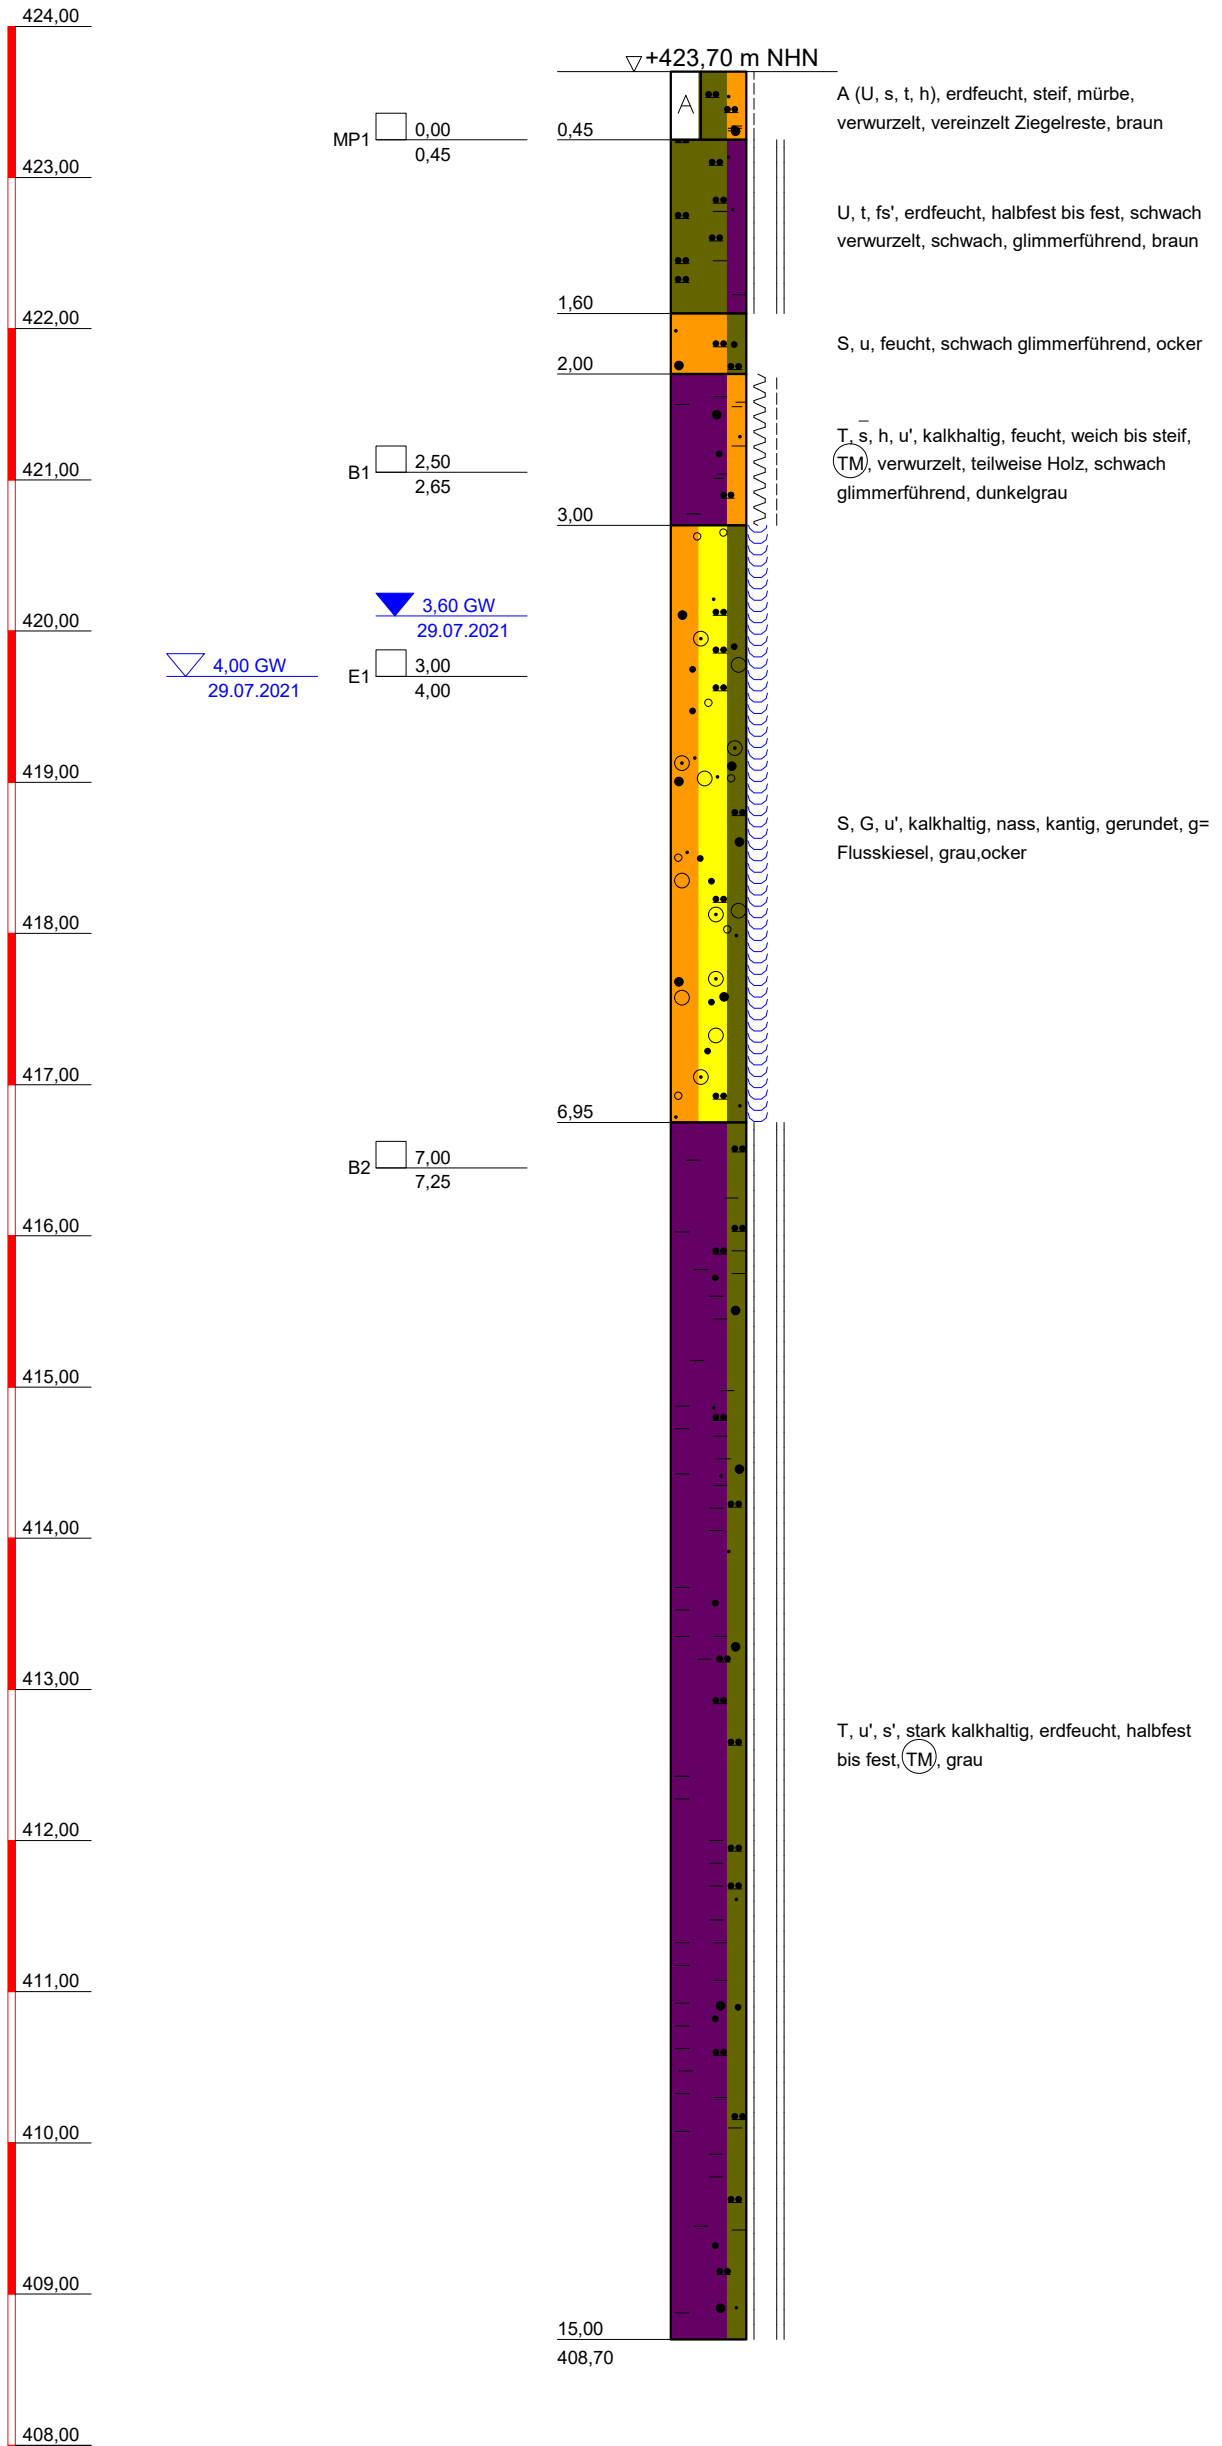 424,00
+423,70 m NHN
A
A (U, s, t, h), erdfeucht, steif, mürbe,
verwurzelt, vereinzelt Ziegelreste, braun
MP1
0,00
0,45
0,45
423,00
U, t, fs', erdfeucht, halbfest bis fest, schwach
verwurzelt, schwach, glimmerführend, braun
1,60
422,00
S, u, feucht, schwach glimmerführend, ocker
2,00
T, s̅, h, u', kalkhaltig, feucht, weich bis steif,
TM, verwurzelt, teilweise Holz, schwach
glimmerführend, dunkelgrau
B1
2,50
2,65
421,00
3,00
3,60 GW
29.07.2021
420,00
4,00 GW
29.07.2021
E1
3,00
4,00
419,00
S, G, u', kalkhaltig, nass, kantig, gerundet, g=
Flusskiesel, grau,ocker
418,00
417,00
6,95
B2
7,00
7,25
416,00
415,00
414,00
413,00
T, u', s', stark kalkhaltig, erdfeucht, halbfest
bis fest, TM, grau
412,00
411,00
410,00
409,00
15,00
408,70
408,00